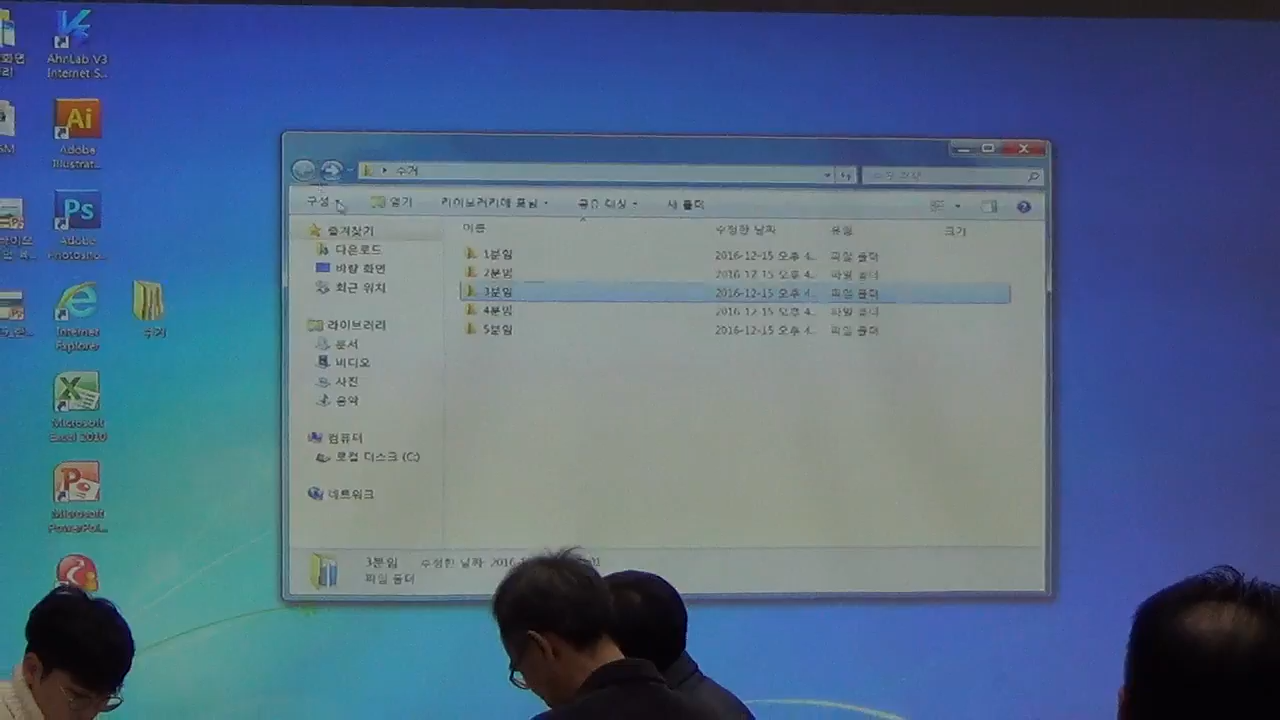 화면
AhnLab V3
Internet S...
Ai
Adobe
Illustrat...
Ps
Adobe
Photosho...
Internet
Explorer
수거
Microsoft
Excel 2010
Microsoft
PowerPoi...
수거
구성
열기
라이브러리에 포함
공유 대상
새 폴더
즐겨찾기
다운로드
바탕 화면
최근 위치
라이브러리
문서
비디오
사진
음악
컴퓨터
로컬 디스크 (C:)
네트워크
이름 수정한 날짜 유형 크기
1분임 2016-12-15 오후 4... 파일 폴더
2분임 2016-12-15 오후 4... 파일 폴더
3분임 2016-12-15 오후 4... 파일 폴더
4분임 2016-12-15 오후 4... 파일 폴더
5분임 2016-12-15 오후 4... 파일 폴더
3분임 수정한 날짜: 2016
파일 폴더